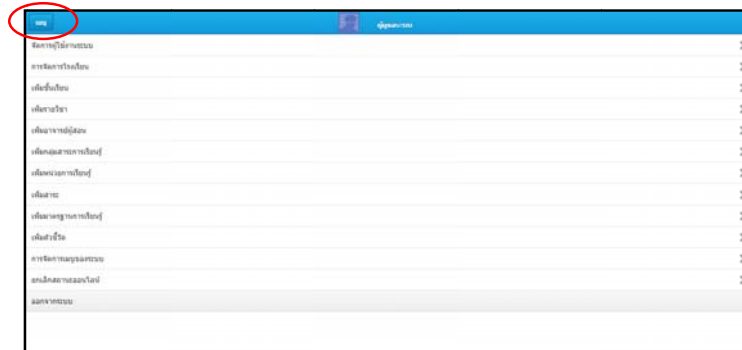 เมนู
ผู้ดูแลระบบ
จัดการผู้ใช้งานระบบ
การจัดการโรงเรียน
เพิ่มชั้นเรียน
เพิ่มรายวิชา
เพิ่มอาจารย์ผู้สอน
เพิ่มกลุ่มสาระการเรียนรู้
เพิ่มหน่วยการเรียนรู้
เพิ่มสาระ
เพิ่มมาตรฐานการเรียนรู้
เพิ่มตัวชี้วัด
การจัดการเมนูของระบบ
ยกเลิกสถานะออนไลน์
ออกจากระบบ